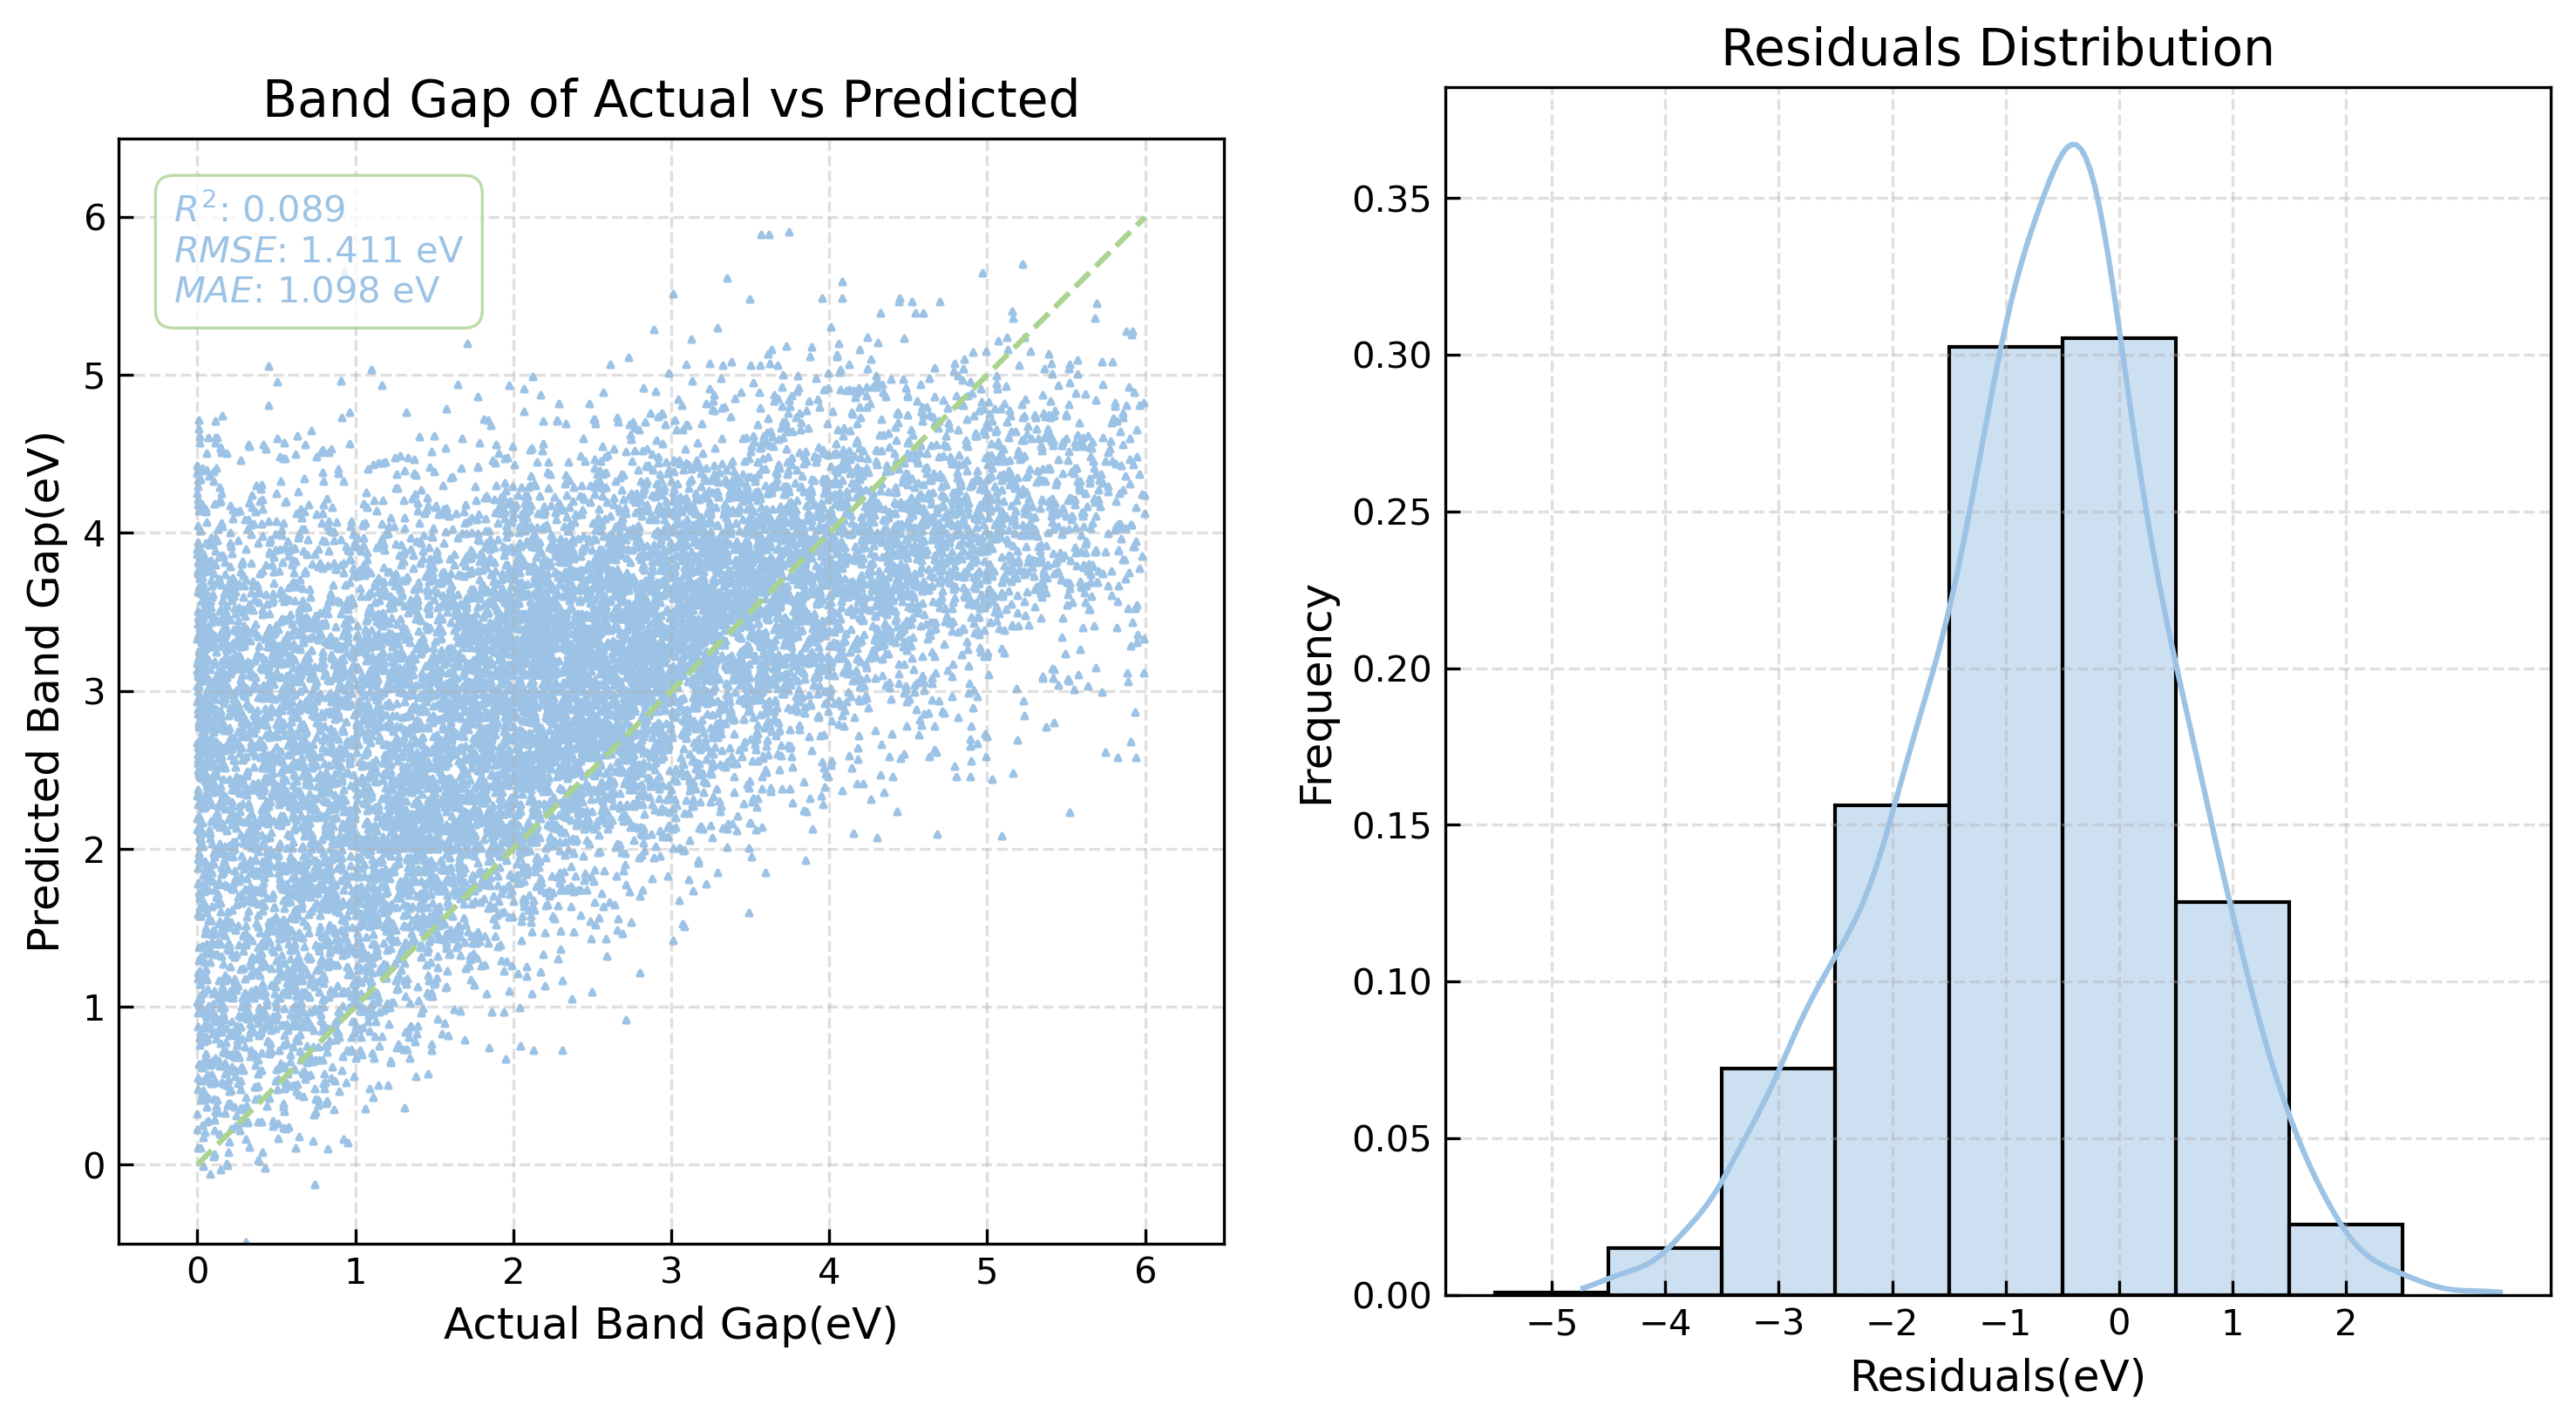 Band Gap of Actual vs Predicted
R²: 0.089
RMSE: 1.411 eV
MAE: 1.098 eV
Predicted Band Gap(eV)
6
5
4
3
2
1
0
0 1 2 3 4 5 6
Actual Band Gap(eV)
Residuals Distribution
Frequency
0.35
0.30
0.25
0.20
0.15
0.10
0.05
0.00
−5 −4 −3 −2 −1 0 1 2
Residuals(eV)